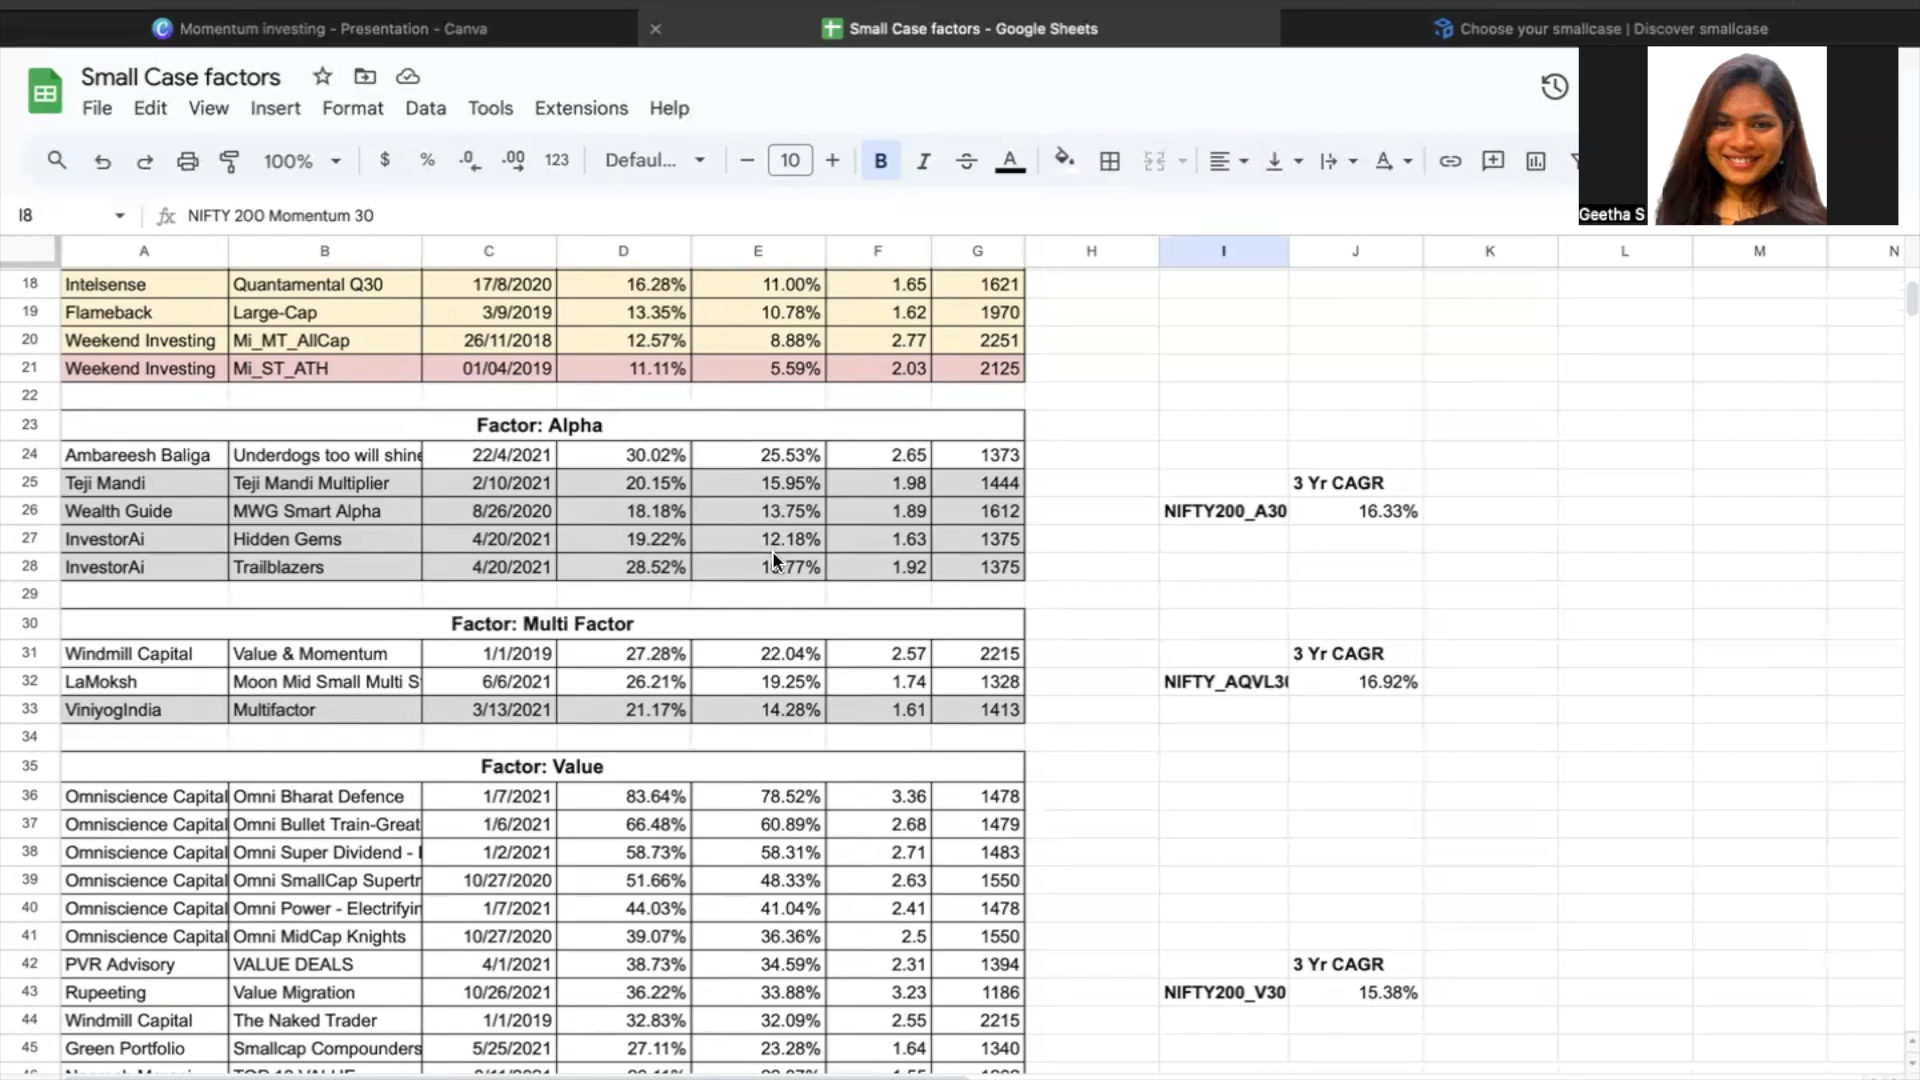 Momentum investing - Presentation - Canva
Small Case factors - Google Sheets
Choose your smallcase | Discover smallcase
Small Case factors
File Edit View Insert Format Data Tools Extensions Help
100% $ % .0 .00 123 Defaul... − 10 + B I A
Geetha S
I8 fx NIFTY 200 Momentum 30
A B C D E F G H I J K L M N
18 Intelsense Quantamental Q30 17/8/2020 16.28% 11.00% 1.65 1621
19 Flameback Large-Cap 3/9/2019 13.35% 10.78% 1.62 1970
20 Weekend Investing Mi_MT_AllCap 26/11/2018 12.57% 8.88% 2.77 2251
21 Weekend Investing Mi_ST_ATH 01/04/2019 11.11% 5.59% 2.03 2125
22
23 Factor: Alpha
24 Ambareesh Baliga Underdogs too will shine 22/4/2021 30.02% 25.53% 2.65 1373
25 Teji Mandi Teji Mandi Multiplier 2/10/2021 20.15% 15.95% 1.98 1444 3 Yr CAGR
26 Wealth Guide MWG Smart Alpha 8/26/2020 18.18% 13.75% 1.89 1612 NIFTY200_A30 16.33%
27 InvestorAi Hidden Gems 4/20/2021 19.22% 12.18% 1.63 1375
28 InvestorAi Trailblazers 4/20/2021 28.52% 1.92 1375
29
30 Factor: Multi Factor
31 Windmill Capital Value & Momentum 1/1/2019 27.28% 22.04% 2.57 2215 3 Yr CAGR
32 LaMoksh Moon Mid Small Multi S 6/6/2021 26.21% 19.25% 1.74 1328 NIFTY_AQVL30 16.92%
33 ViniyogIndia Multifactor 3/13/2021 21.17% 14.28% 1.61 1413
34
35 Factor: Value
36 Omniscience Capital Omni Bharat Defence 1/7/2021 83.64% 78.52% 3.36 1478
37 Omniscience Capital Omni Bullet Train-Great 1/6/2021 66.48% 60.89% 2.68 1479
38 Omniscience Capital Omni Super Dividend - 1/2/2021 58.73% 58.31% 2.71 1483
39 Omniscience Capital Omni SmallCap Supertr 10/27/2020 51.66% 48.33% 2.63 1550
40 Omniscience Capital Omni Power - Electrifyin 1/7/2021 44.03% 41.04% 2.41 1478
41 Omniscience Capital Omni MidCap Knights 10/27/2020 39.07% 36.36% 2.5 1550
42 PVR Advisory VALUE DEALS 4/1/2021 38.73% 34.59% 2.31 1394 3 Yr CAGR
43 Rupeeting Value Migration 10/26/2021 36.22% 33.88% 3.23 1186 NIFTY200_V30 15.38%
44 Windmill Capital The Naked Trader 1/1/2019 32.83% 32.09% 2.55 2215
45 Green Portfolio Smallcap Compounders 5/25/2021 27.11% 23.28% 1.64 1340